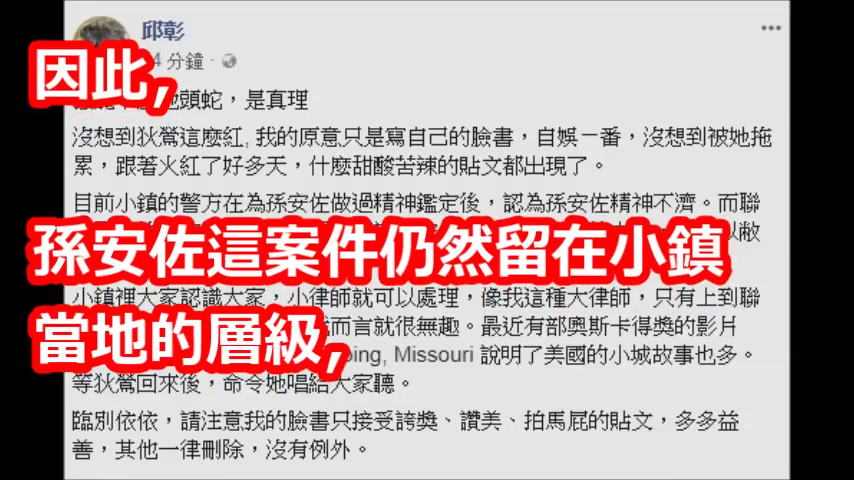 邱彰
4 分鐘 ·
因此,
地頭蛇，是真理
沒想到狄鶯這麼紅, 我的原意只是寫自己的臉書，自娛一番，沒想到被她拖
累，跟著火紅了好多天，什麼甜酸苦辣的貼文都出現了。
目前小鎮的警方在為孫安佐做過精神鑑定後，認為孫安佐精神不濟。而聯
以敝
孫安佐這案件仍然留在小鎮
小鎮裡大家認識大家，小律師就可以處理，像我這種大律師，只有上到聯
當地的層級,
而言就很無趣。最近有部奧斯卡得獎的影片
Missouri 說明了美國的小城故事也多。
等狄鶯回來後，命令她唱給大家聽。
臨別依依，請注意我的臉書只接受誇獎、讚美、拍馬屁的貼文，多多益
善，其他一律刪除，沒有例外。